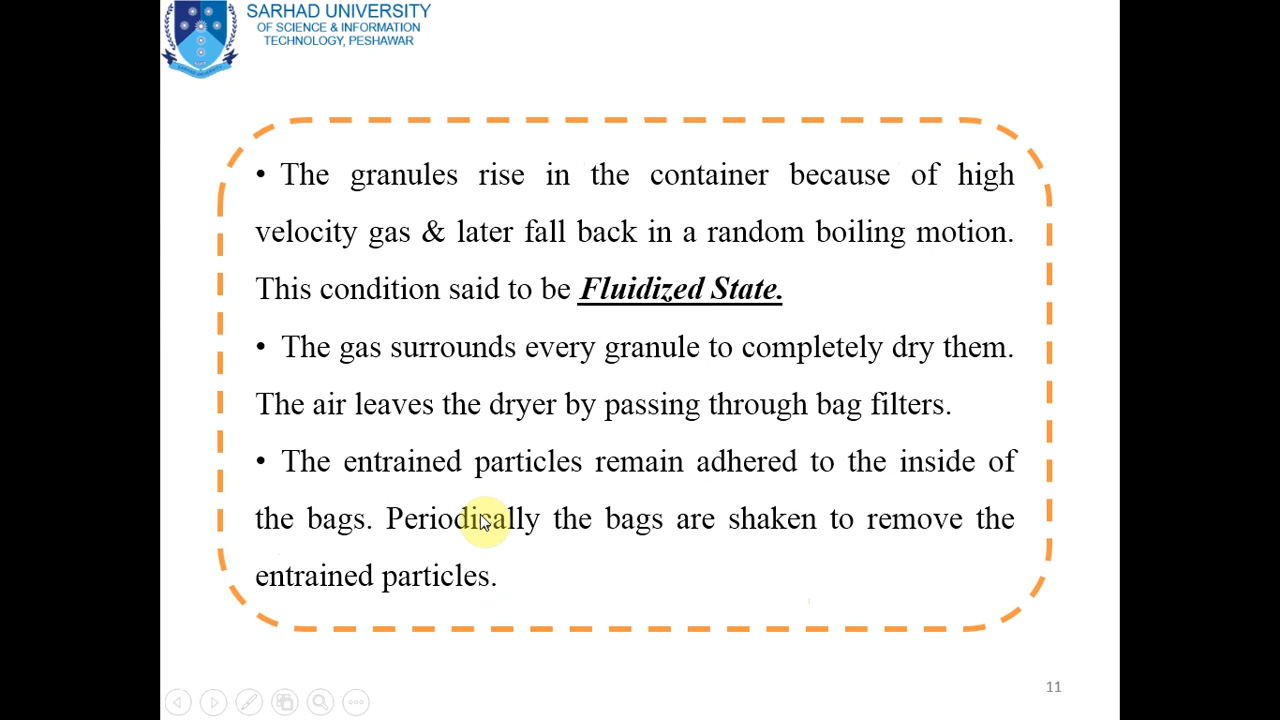 SARHAD UNIVERSITY
OF SCIENCE & INFORMATION
TECHNOLOGY, PESHAWAR
• The granules rise in the container because of high
velocity gas & later fall back in a random boiling motion.
This condition said to be Fluidized State.
• The gas surrounds every granule to completely dry them.
The air leaves the dryer by passing through bag filters.
• The entrained particles remain adhered to the inside of
the bags. Periodically the bags are shaken to remove the
entrained particles.
11